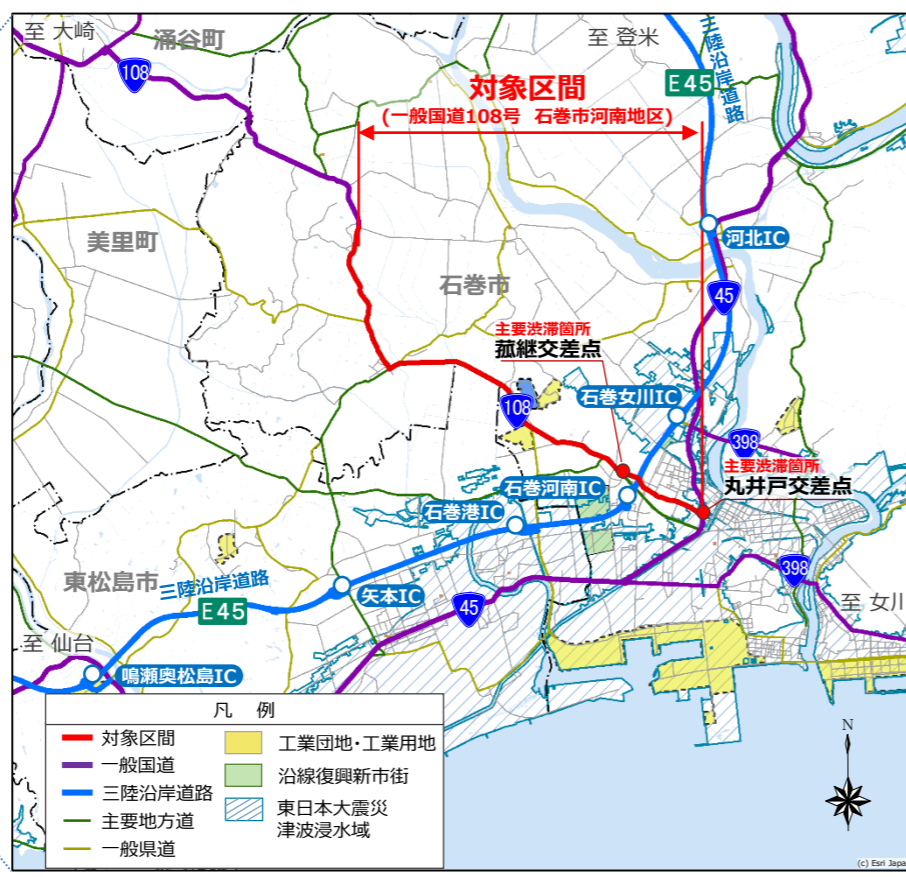 至 大崎
涌谷町
至 登米
三陸沿岸道路
108
E45
対象区間
(一般国道108号 石巻市河南地区)
美里町
石巻市
河北IC
45
主要渋滞箇所
菰継交差点
石巻女川IC
108
398
主要渋滞箇所
丸井戸交差点
石巻河南IC
石巻港IC
東松島市
三陸沿岸道路
E45
矢本IC
45
398
至 女川
至 仙台
鳴瀬奥松島IC
凡 例
対象区間
一般国道
三陸沿岸道路
主要地方道
一般県道
工業団地・工業用地
沿線復興新市街
東日本大震災
津波浸水域
N
(c) Esri Japa